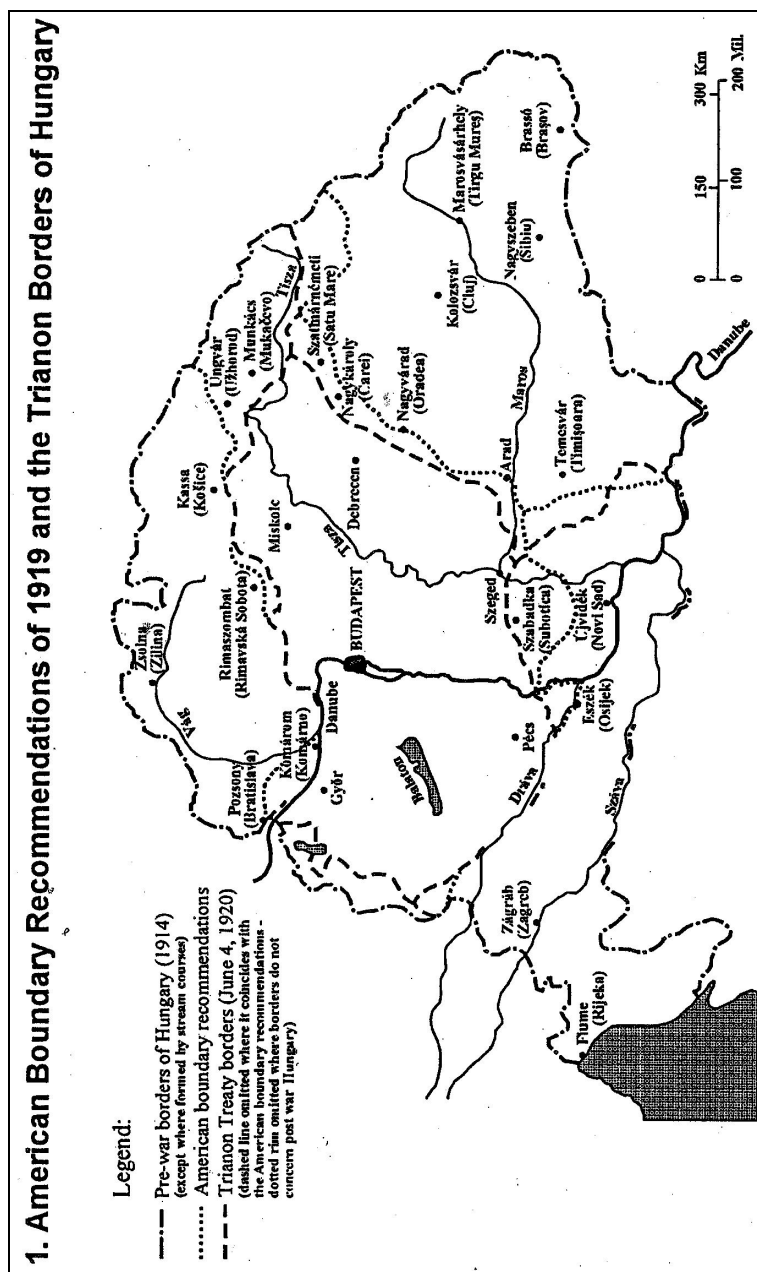 1. American Boundary Recommendations of 1919 and the Trianon Borders of Hungary
Legend:
Pre-war borders of Hungary (1914)
(except where formed by stream courses)
American boundary recommendations
Trianon Treaty borders (June 4, 1920)
(dashed line omitted where it coincides with
the American boundary recommendations -
dotted rim omitted where borders do not
concern post war Hungary)
Zsolna
(Zilina)
Vág
Kassa
(Košice)
Ungvár
(Užhorod)
Munkács
(Mukačevo)
Tisza
Pozsony
(Bratislava)
Rimaszombat
(Rimavská Sobota)
Miskolc
Szatmárnémeti
(Satu Mare)
Komárom
(Komárno)
Danube
Győr
BUDAPEST
Debrecen
Nagykároly
(Carei)
Tisza
Nagyvárad
(Oradea)
Balaton
Kolozsvár
(Cluj)
Marosvásárhely
(Tirgu Mureş)
Pécs
Szeged
Arad
Maros
Dráva
Szabadka
(Subotica)
Zágráb
(Zagreb)
Temesvár
(Timişoara)
Nagyszeben
(Sibiu)
Brassó
(Braşov)
Eszék
(Osijek)
Újvidék
(Novi Sad)
Fiume
(Rijeka)
Száva
Danube
0 150 300 Km
0 100 200 Mil.